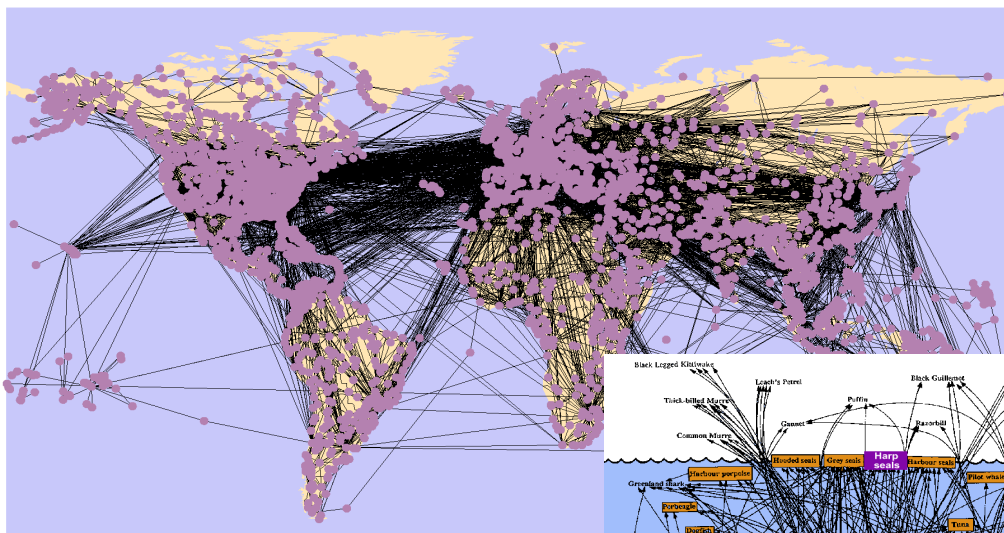 Black Legged Kittiwake
Leach's Petrel
Black Guillemot
Thick-billed Murre
Puffin
Gannet
Razorbill
Common Murre
Hooded seals
Grey seals
Harp
seals
Harbour seals
Harbour porpoise
Pilot whale
Greenland shark
Porbeagle
Tuna
Dogfish